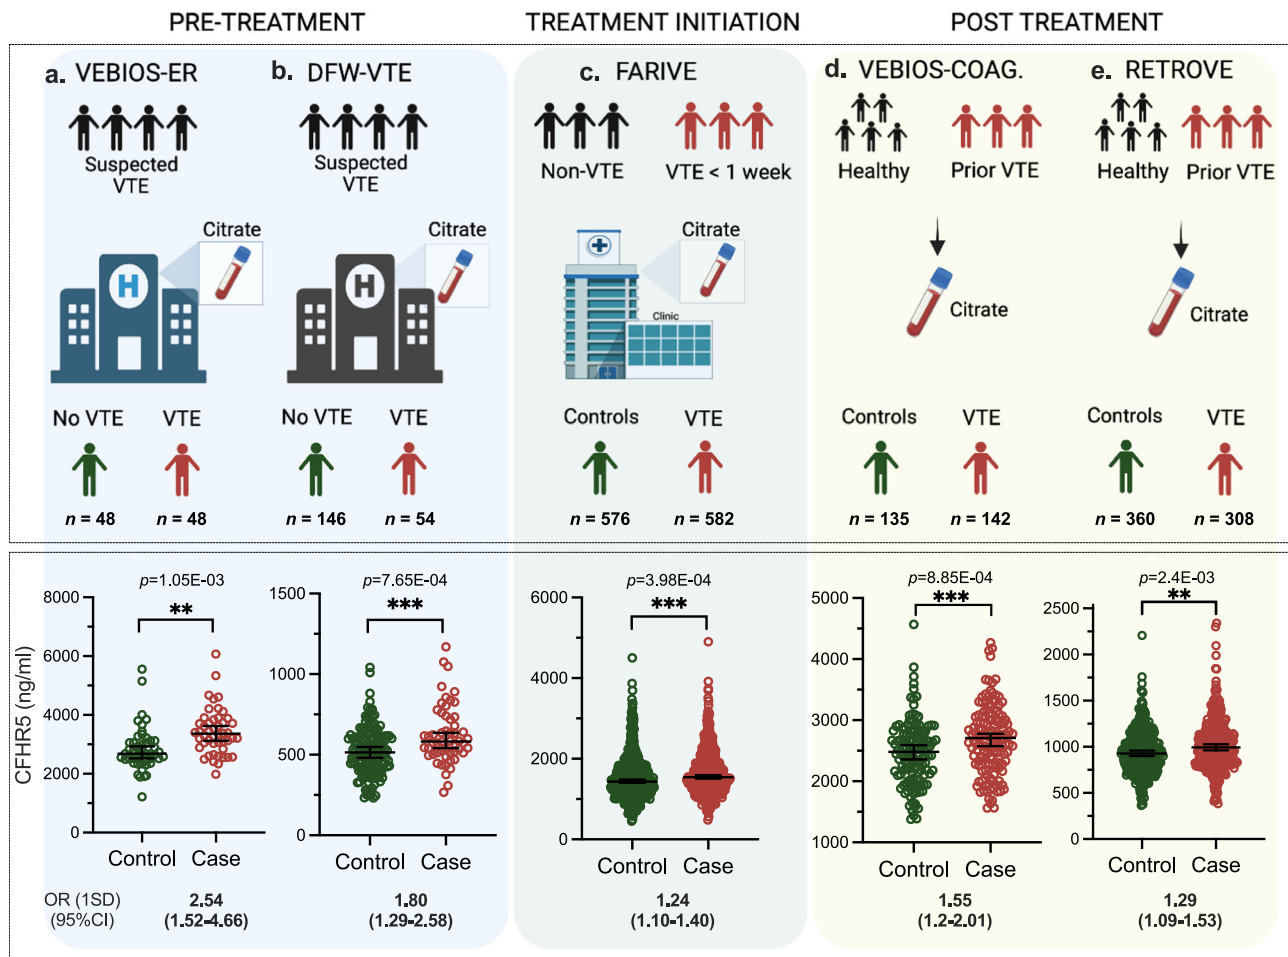 PRE-TREATMENT
TREATMENT INITIATION
POST TREATMENT
a. VEBIOS-ER
Suspected
VTE
Citrate
H
No VTE
VTE
n = 48
n = 48
b. DFW-VTE
Suspected
VTE
Citrate
H
No VTE
VTE
n = 146
n = 54
c. FARIVE
Non-VTE
VTE < 1 week
Citrate
Clinic
Controls
VTE
n = 576
n = 582
d. VEBIOS-COAG.
Healthy
Prior VTE
Citrate
Controls
VTE
n = 135
n = 142
e. RETROVE
Healthy
Prior VTE
Citrate
Controls
VTE
n = 360
n = 308
CFHR5 (ng/ml)
p=1.05E-03
**
8000
6000
4000
2000
0
Control
Case
p=7.65E-04
***
1500
1000
500
0
Control
Case
p=3.98E-04
***
6000
4000
2000
0
Control
Case
p=8.85E-04
***
5000
4000
3000
2000
1000
Control
Case
p=2.4E-03
**
2500
2000
1500
1000
500
0
Control
Case
OR (1SD)
(95%CI)
2.54
(1.52-4.66)
1.80
(1.29-2.58)
1.24
(1.10-1.40)
1.55
(1.2-2.01)
1.29
(1.09-1.53)